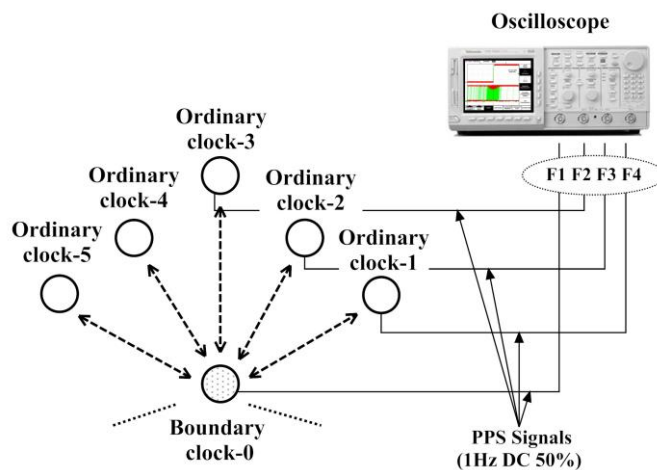 Oscilloscope
Ordinary
clock-3
Ordinary
clock-4
Ordinary
clock-2
Ordinary
clock-5
Ordinary
clock-1
F1 F2 F3 F4
Boundary
clock-0
PPS Signals
(1Hz DC 50%)